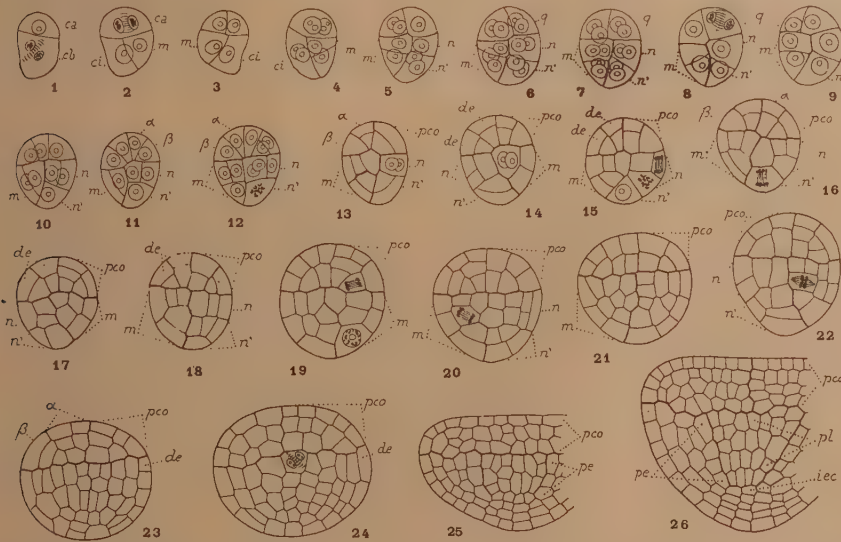 ca ca ca q q q
cb ci m m ci ci m n n' m n n' m n n' m n n' m n n'
1 2 3 4 5 6 7 8 9
α β α β α β de de pco de de pco β α pco
m n n' m n n' m n n' m n n' m m n n' m n n' m n n'
10 11 12 13 14 15 16
de pco de pco pco pco pco pco
n n' m m n n' m m n n' m n n'
17 18 19 20 21 22
β α pco de pco de pco pe pco pl pe iec
23 24 25 26